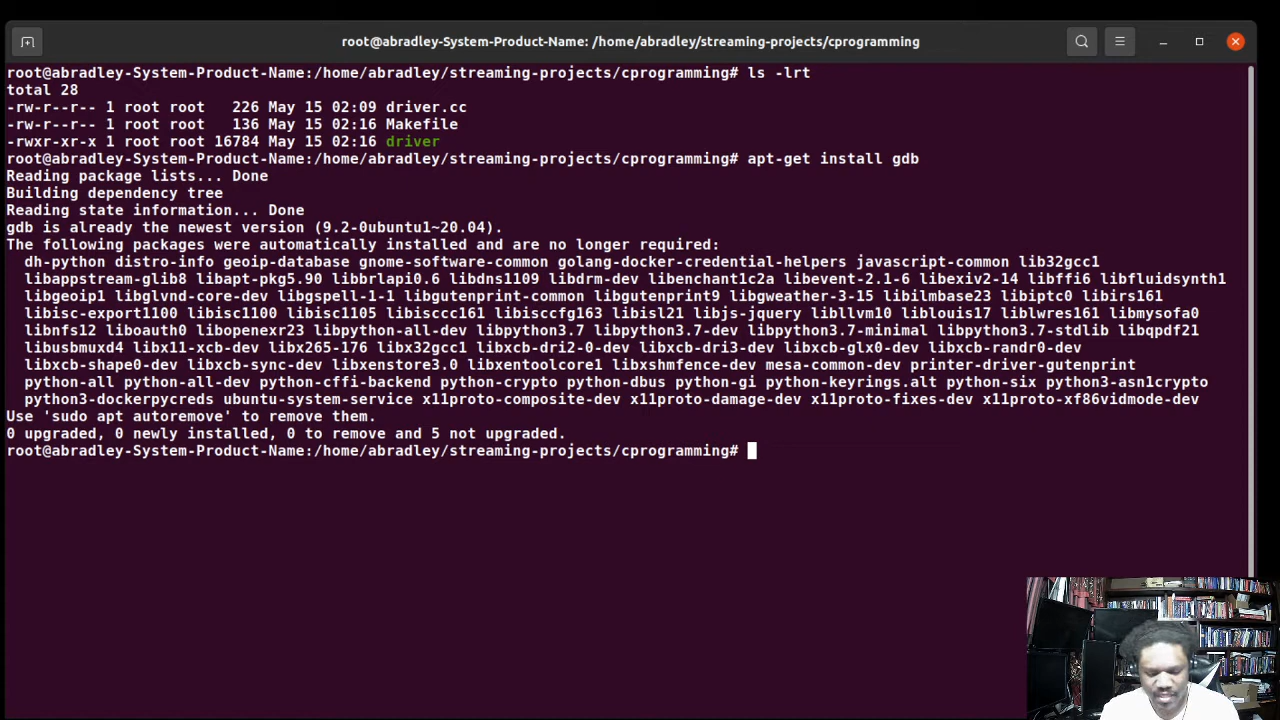 root@abradley-System-Product-Name: /home/abradley/streaming-projects/cprogramming
root@abradley-System-Product-Name:/home/abradley/streaming-projects/cprogramming# ls -lrt
total 28
-rw-r--r-- 1 root root   226 May 15 02:09 driver.cc
-rw-r--r-- 1 root root   136 May 15 02:16 Makefile
-rwxr-xr-x 1 root root 16784 May 15 02:16 driver
root@abradley-System-Product-Name:/home/abradley/streaming-projects/cprogramming# apt-get install gdb
Reading package lists... Done
Building dependency tree
Reading state information... Done
gdb is already the newest version (9.2-0ubuntu1~20.04).
The following packages were automatically installed and are no longer required:
  dh-python distro-info geoip-database gnome-software-common golang-docker-credential-helpers javascript-common lib32gcc1
  libappstream-glib8 libapt-pkg5.90 libbrlapi0.6 libdns1109 libdrm-dev libenchant1c2a libevent-2.1-6 libexiv2-14 libffi6 libfluidsynth1
  libgeoip1 libglvnd-core-dev libgspell-1-1 libgutenprint-common libgutenprint9 libgweather-3-15 libilmbase23 libiptc0 libirs161
  libisc-export1100 libisc1100 libisc1105 libisccc161 libisccfg163 libisl21 libjs-jquery libllvm10 liblouis17 liblwres161 libmysofa0
  libnfs12 liboauth0 libopenexr23 libpython-all-dev libpython3.7 libpython3.7-dev libpython3.7-minimal libpython3.7-stdlib libqpdf21
  libusbmuxd4 libx11-xcb-dev libx265-176 libx32gcc1 libxcb-dri2-0-dev libxcb-dri3-dev libxcb-glx0-dev libxcb-randr0-dev
  libxcb-shape0-dev libxcb-sync-dev libxenstore3.0 libxentoolcore1 libxshmfence-dev mesa-common-dev printer-driver-gutenprint
  python-all python-all-dev python-cffi-backend python-crypto python-dbus python-gi python-keyrings.alt python-six python3-asn1crypto
  python3-dockerpycreds ubuntu-system-service x11proto-composite-dev x11proto-damage-dev x11proto-fixes-dev x11proto-xf86vidmode-dev
Use 'sudo apt autoremove' to remove them.
0 upgraded, 0 newly installed, 0 to remove and 5 not upgraded.
root@abradley-System-Product-Name:/home/abradley/streaming-projects/cprogramming#